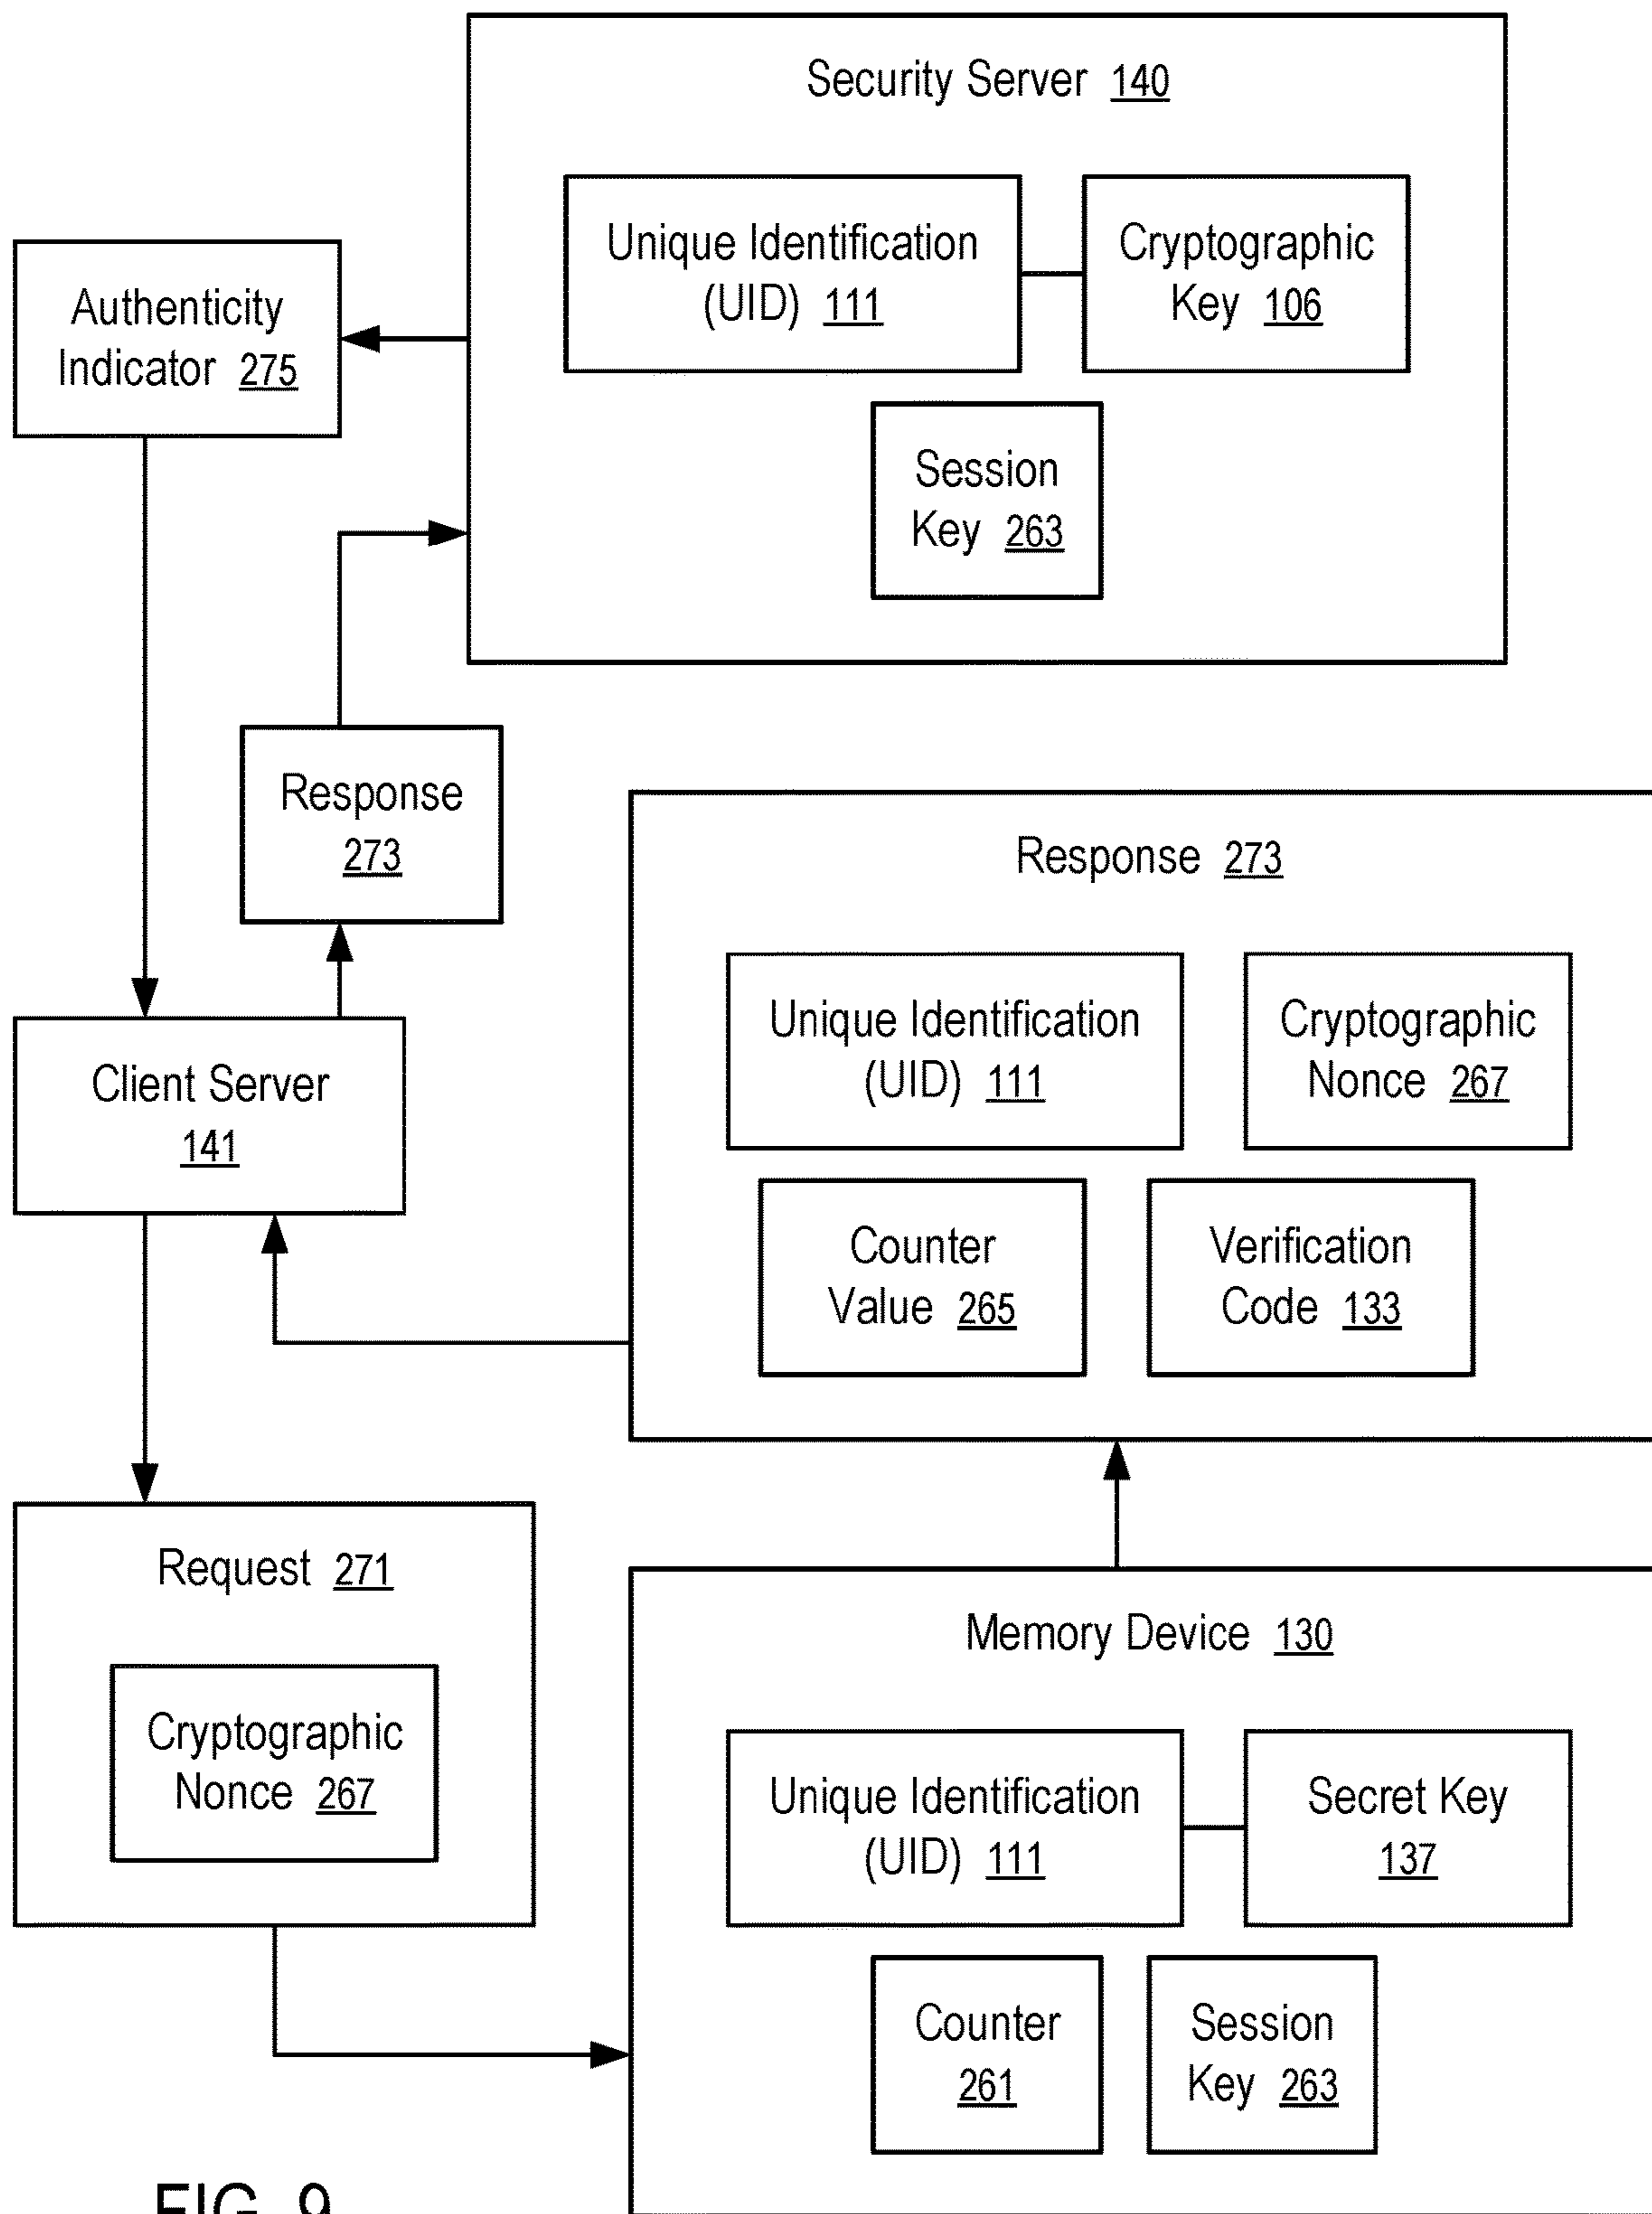 Security Server 140
Unique Identification
(UID) 111
Cryptographic
Key 106
Session
Key 263
Authenticity
Indicator 275
Response
273
Response 273
Unique Identification
(UID) 111
Cryptographic
Nonce 267
Counter
Value 265
Verification
Code 133
Client Server
141
Request 271
Cryptographic
Nonce 267
Memory Device 130
Unique Identification
(UID) 111
Secret Key
137
Counter
261
Session
Key 263
FIG. 9